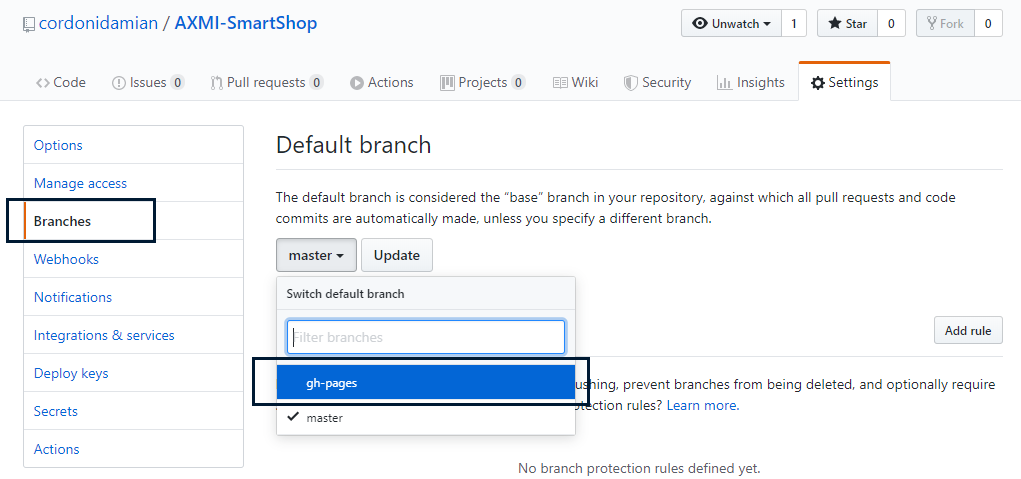 cordonidamian / AXMI-SmartShop
Unwatch 1 Star 0 Fork 0
Code Issues 0 Pull requests 0 Actions Projects 0 Wiki Security Insights Settings
Options
Manage access
Branches
Webhooks
Notifications
Integrations & services
Deploy keys
Secrets
Actions
Default branch
The default branch is considered the “base” branch in your repository, against which all pull requests and code
commits are automatically made, unless you specify a different branch.
master Update
Switch default branch
Filter branches
Add rule
gh-pages
master
ushing, prevent branches from being deleted, and optionally require
otection rules? Learn more.
No branch protection rules defined yet.